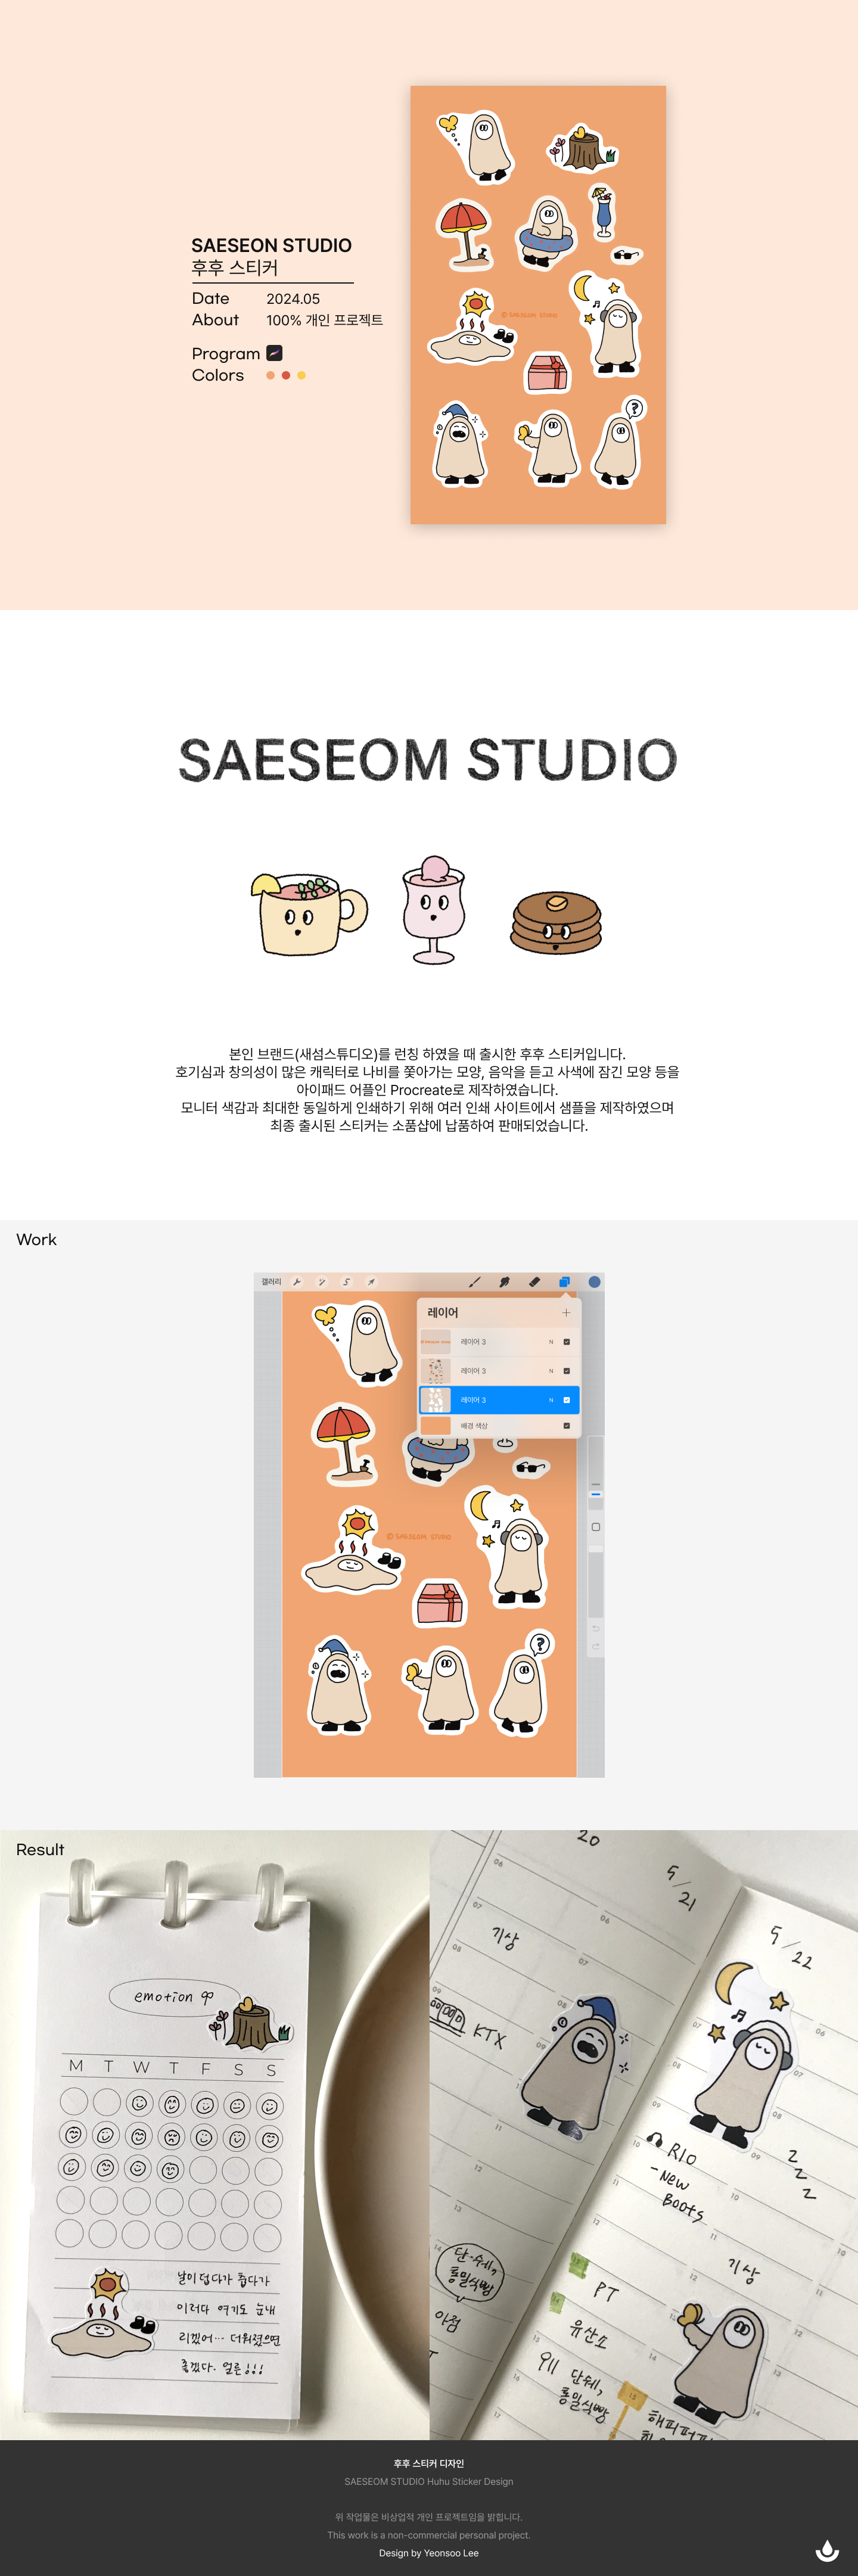 SAESEON STUDIO
후후 스티커
Date 2024.05
About 100% 개인 프로젝트
Program
Colors
© SAESEOM STUDIO
?
SAESEOM STUDIO
본인 브랜드(새섬스튜디오)를 런칭 하였을 때 출시한 후후 스티커입니다.
호기심과 창의성이 많은 캐릭터로 나비를 쫓아가는 모양, 음악을 듣고 사색에 잠긴 모양 등을
아이패드 어플인 Procreate로 제작하였습니다.
모니터 색감과 최대한 동일하게 인쇄하기 위해 여러 인쇄 사이트에서 샘플을 제작하였으며
최종 출시된 스티커는 소품샵에 납품하여 판매되었습니다.
Work
갤러리
레이어
레이어 3 N
레이어 3 N
레이어 3 N
배경 색상
© SAESEOM STUDIO
?
Result
emotion
M T W T F S S
날이 덥다가 춥다가
이러다 여기도 눈내
리겠어… 더워졌으면
좋겠다. 얼른!!!
20
5/21
5/22
06
07
기상
08
09
KTX
11
12
13
14
단·쉐,
통밀식빵
아점
RIO
- New
Boots
z
z
z
기상
PT
유산소
911 단쉐,
통밀식빵
15
16
17
해피퍼피
후후 스티커 디자인
SAESEOM STUDIO Huhu Sticker Design
위 작업물은 비상업적 개인 프로젝트임을 밝힙니다.
This work is a non-commercial personal project.
Design by Yeonsoo Lee